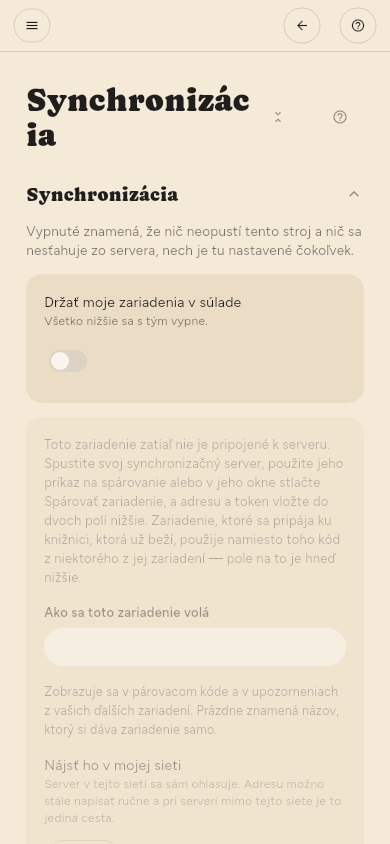 Synchronizác
ia
Synchronizácia
Vypnuté znamená, že nič neopustí tento stroj a nič sa
nesťahuje zo servera, nech je tu nastavené čokoľvek.
Držať moje zariadenia v súlade
Všetko nižšie sa s tým vypne.
Toto zariadenie zatiaľ nie je pripojené k serveru.
Spustite svoj synchronizačný server, použite jeho
príkaz na spárovanie alebo v jeho okne stlačte
Spárovať zariadenie, a adresu a token vložte do
dvoch polí nižšie. Zariadenie, ktoré sa pripája ku
knižnici, ktorá už beží, použije namiesto toho kód
z niektorého z jej zariadení — pole na to je hneď
nižšie.
Ako sa toto zariadenie volá
Zobrazuje sa v párovacom kóde a v upozorneniach
z vašich ďalších zariadení. Prázdne znamená názov,
ktorý si dáva zariadenie samo.
Nájsť ho v mojej sieti
Server v tejto sieti sa sám ohlasuje. Adresu možno
stále napísať ručne a pri serveri mimo tejto siete je to
jediná cesta.